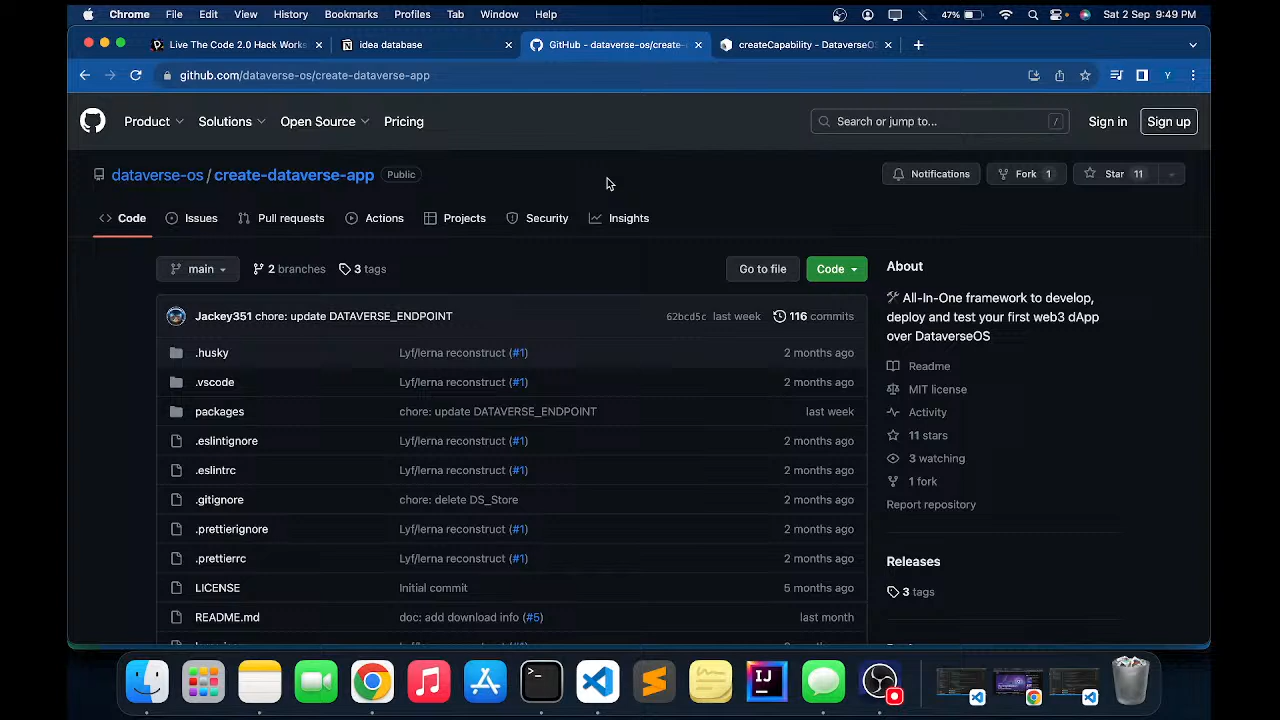 Chrome File Edit View History Bookmarks Profiles Tab Window Help 47% Sat 2 Sep 9:49 PM
Live The Code 2.0 Hack Works idea database GitHub - dataverse-os/create- createCapability - DataverseOS
github.com/dataverse-os/create-dataverse-app Y
Product Solutions Open Source Pricing Search or jump to... / Sign in Sign up
dataverse-os / create-dataverse-app Public Notifications Fork 1 Star 11
Code Issues Pull requests Actions Projects Security Insights
main 2 branches 3 tags Go to file Code
About
Jackey351 chore: update DATAVERSE_ENDPOINT 62bcd5c last week 116 commits
All-In-One framework to develop,
deploy and test your first web3 dApp
over DataverseOS
.husky Lyf/lerna reconstruct (#1) 2 months ago
Readme
.vscode Lyf/lerna reconstruct (#1) 2 months ago
MIT license
packages chore: update DATAVERSE_ENDPOINT last week
Activity
.eslintignore Lyf/lerna reconstruct (#1) 2 months ago
11 stars
.eslintrc Lyf/lerna reconstruct (#1) 2 months ago
3 watching
1 fork
.gitignore chore: delete DS_Store 2 months ago
Report repository
.prettierignore Lyf/lerna reconstruct (#1) 2 months ago
.prettierrc Lyf/lerna reconstruct (#1) 2 months ago
Releases
LICENSE Initial commit 5 months ago
3 tags
README.md doc: add download info (#5) last month
IJ